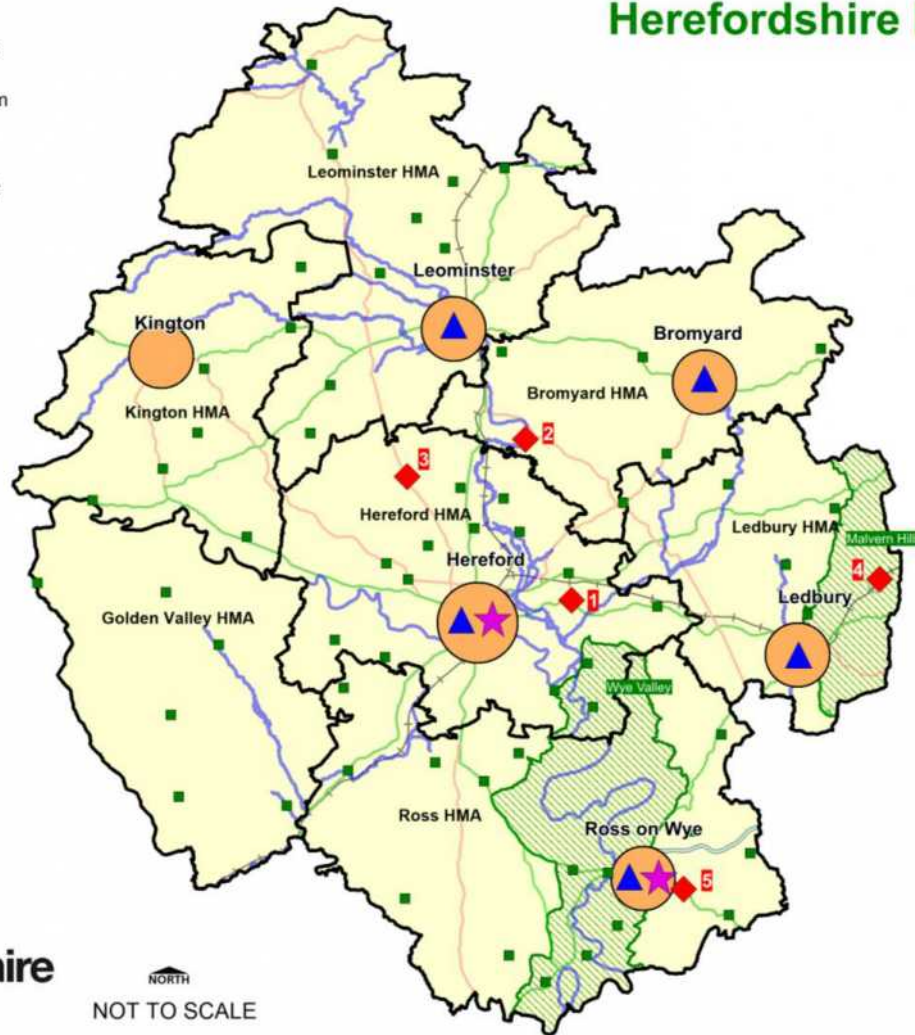 Herefordshire
Leominster HMA
Leominster
Kington
Bromyard
Bromyard HMA
Kington HMA
2
3
Hereford HMA
Ledbury HMA
Malvern Hill
Hereford
4
Ledbury
1
Golden Valley HMA
Wye Valley
Ross HMA
Ross on Wye
5
ire
NORTH
NOT TO SCALE